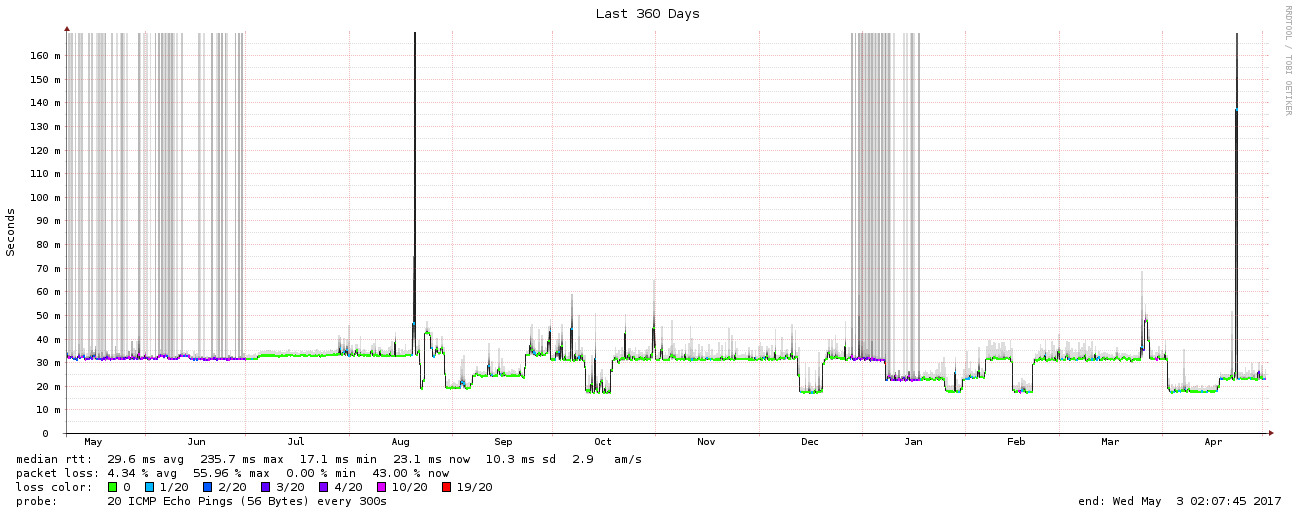 Last 360 Days
RRDTOOL / TOBI OETIKER
Seconds
160 m
150 m
140 m
130 m
120 m
110 m
100 m
90 m
80 m
70 m
60 m
50 m
40 m
30 m
20 m
10 m
0
May Jun Jul Aug Sep Oct Nov Dec Jan Feb Mar Apr
median rtt: 29.6 ms avg 235.7 ms max 17.1 ms min 23.1 ms now 10.3 ms sd 2.9 am/s
packet loss: 4.34 % avg 55.96 % max 0.00 % min 43.00 % now
loss color: 0 1/20 2/20 3/20 4/20 10/20 19/20
probe: 20 ICMP Echo Pings (56 Bytes) every 300s end: Wed May 3 02:07:45 2017